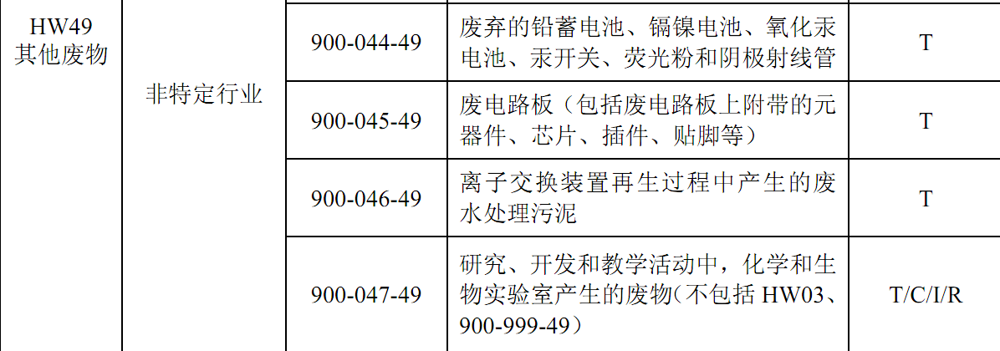 HW49
其他废物
非特定行业
900-044-49
废弃的铅蓄电池、镉镍电池、氧化汞
电池、汞开关、荧光粉和阴极射线管
T
900-045-49
废电路板（包括废电路板上附带的元
器件、芯片、插件、贴脚等）
T
900-046-49
离子交换装置再生过程中产生的废
水处理污泥
T
900-047-49
研究、开发和教学活动中，化学和生
物实验室产生的废物（不包括 HW03、
900-999-49）
T/C/I/R